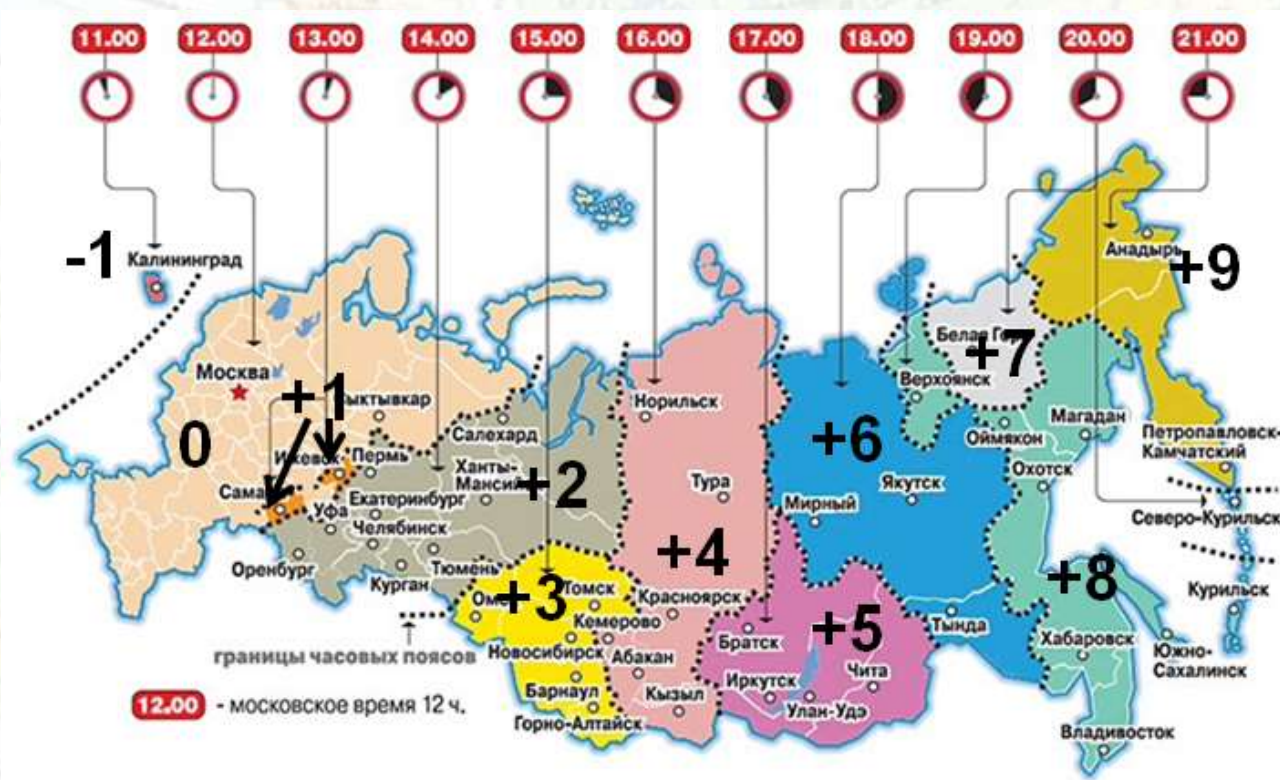 11.00 12.00 13.00 14.00 15.00 16.00 17.00 18.00 19.00 20.00 21.00
-1
Калининград
Анадырь
+9
Белая
+7
Москва
+1
Сыктывкар
Норильск
Верхоянск
0
Салехард
+6
Оймякон
Магадан
Петропавловск-
Камчатский
Ижевск
Пермь
Ханты-
+2
Тура
Якутск
Охотск
Уфа
Екатеринбург
Мирный
Северо-Курильск
Челябинск
+4
Оренбург
Курган
Тюмень
+3
Томск
Красноярск
+5
+8
Курильск
Кемерово
Братск
Тында
Хабаровск
границы часовых поясов
Новосибирск
Абакан
Чита
Южно-
Сахалинск
12.00 - московское время 12 ч.
Барнаул
Кызыл
Иркутск
Улан-Удэ
Горно-Алтайск
Владивосток